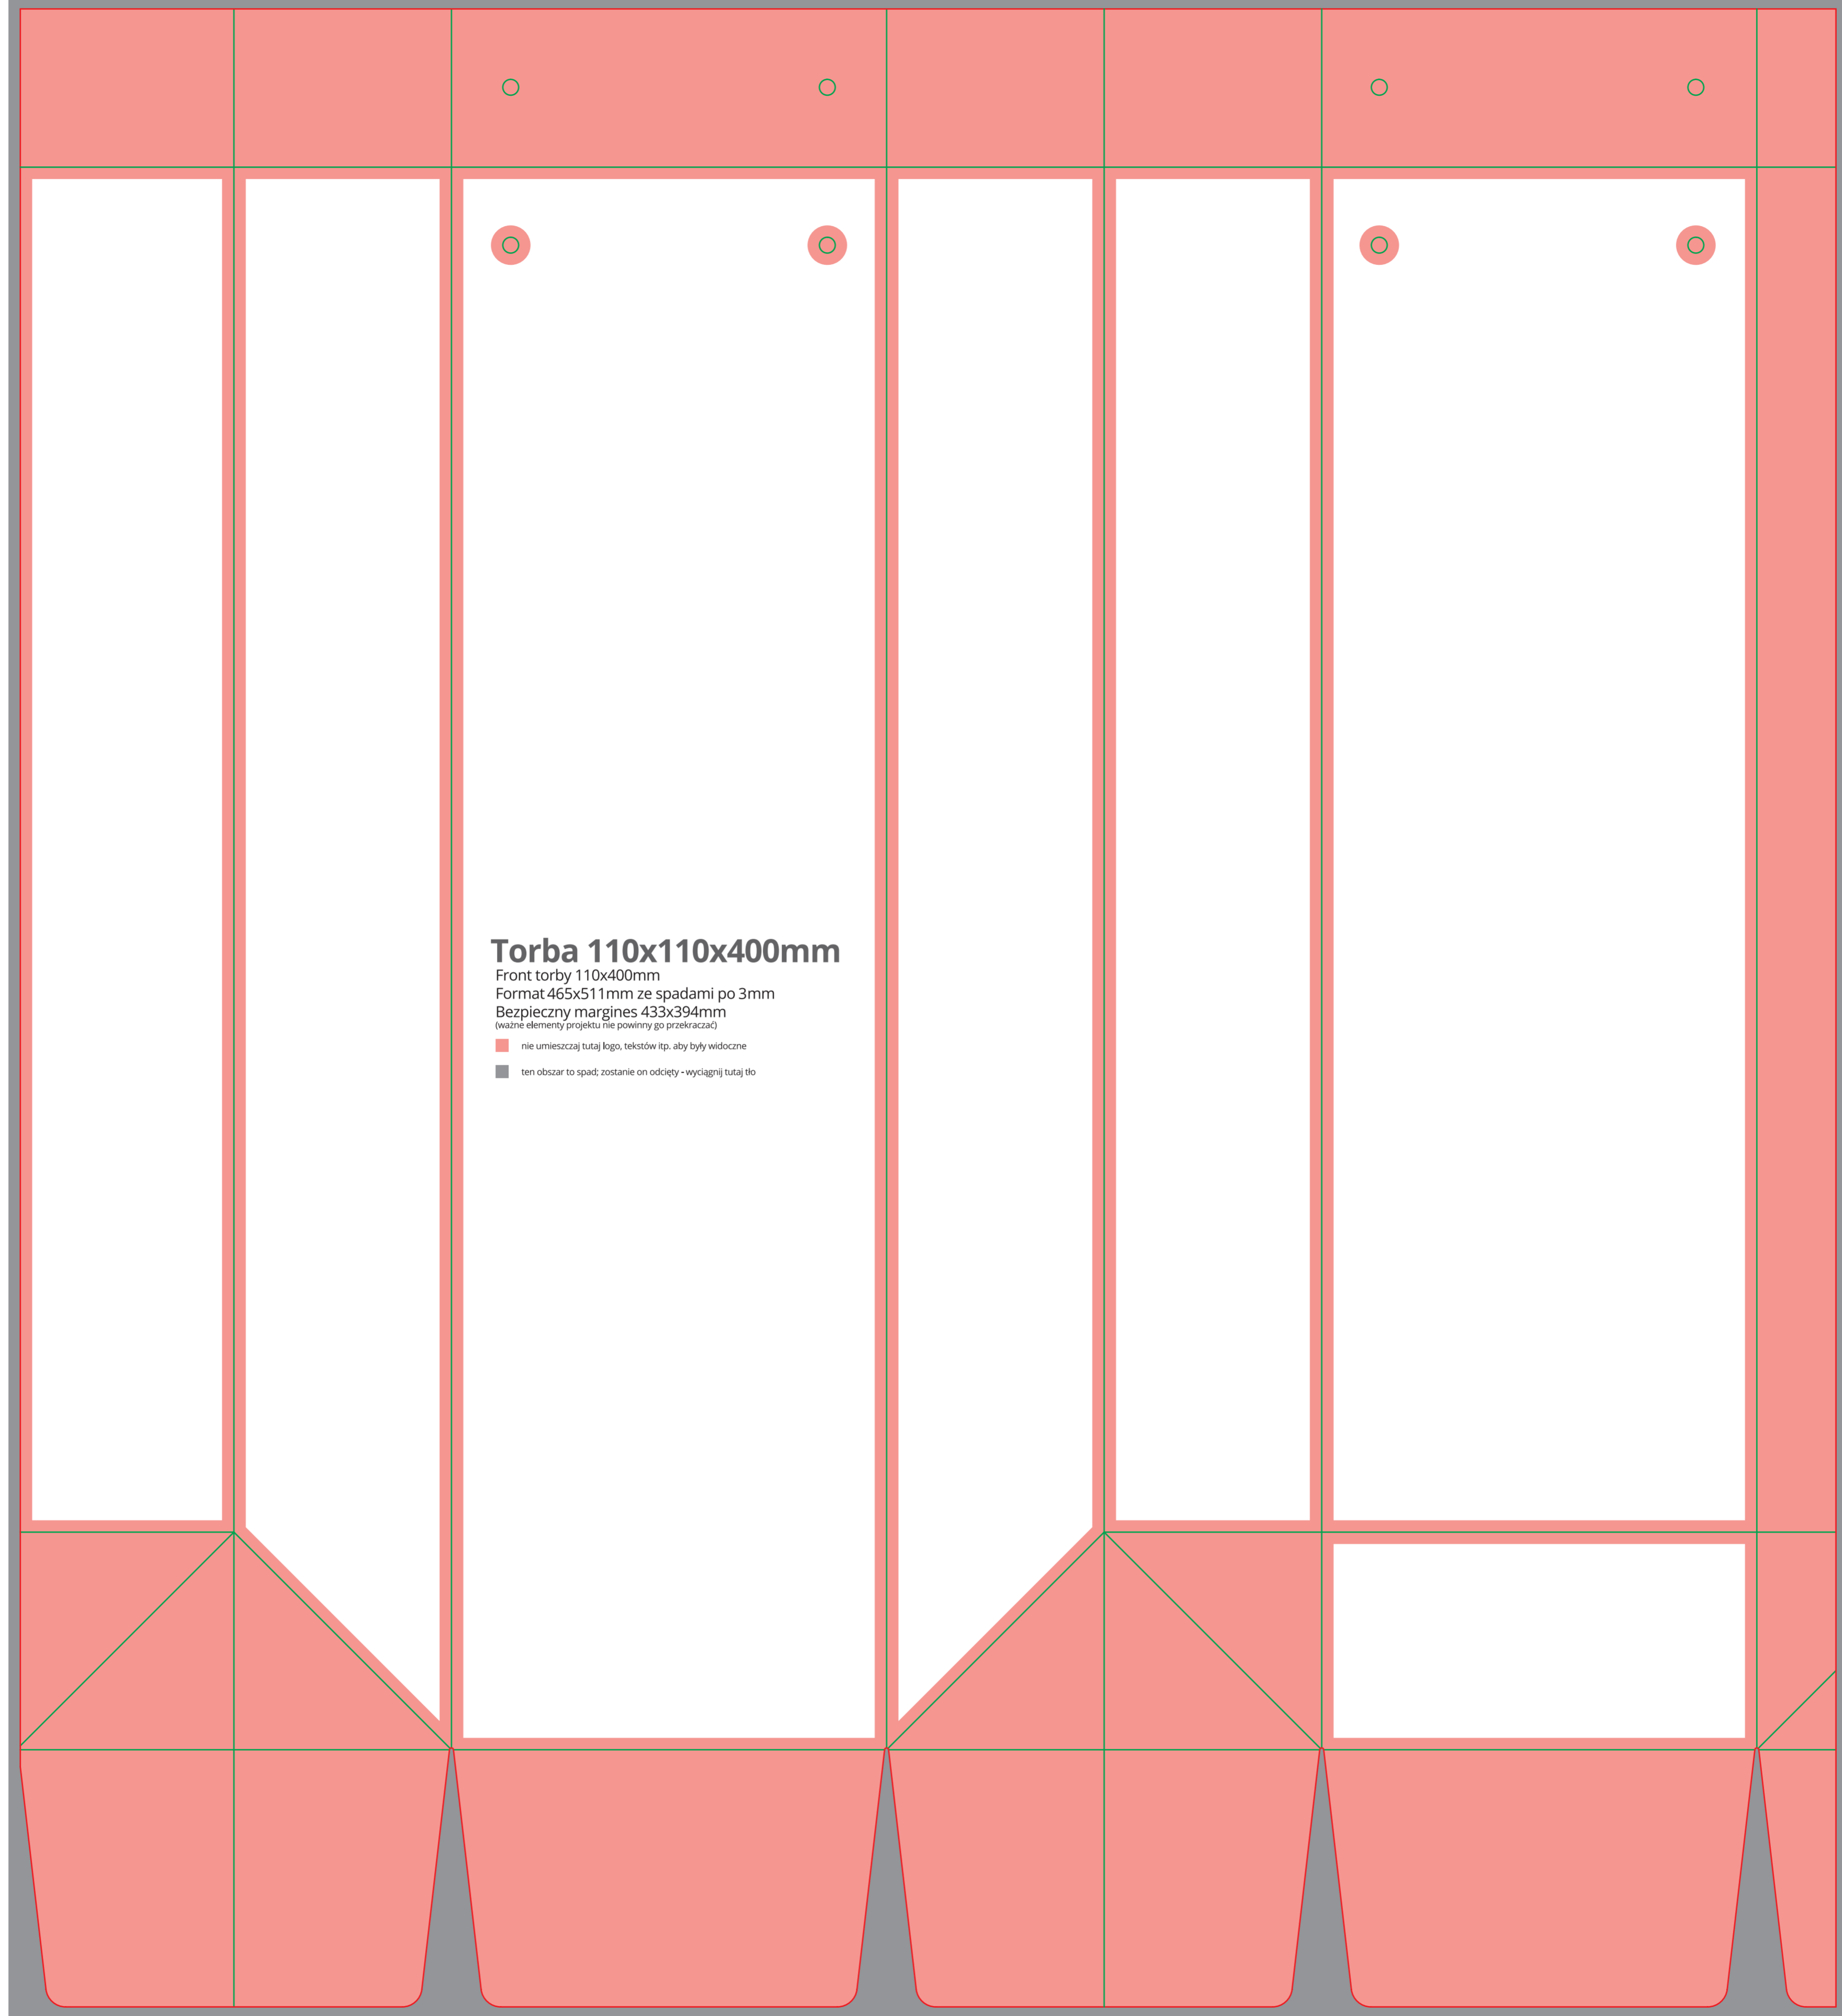 Torba 110x110x400mm
Front torby 110x400mm
Format 465x511mm ze spadami po 3mm
Bezpieczny margines 433x394mm
(ważne elementy projektu nie powinny go przekraczać)
nie umieszczaj tutaj logo, tekstów itp. aby były widoczne
ten obszar to spad; zostanie on odcięty - wyciągnij tutaj tło